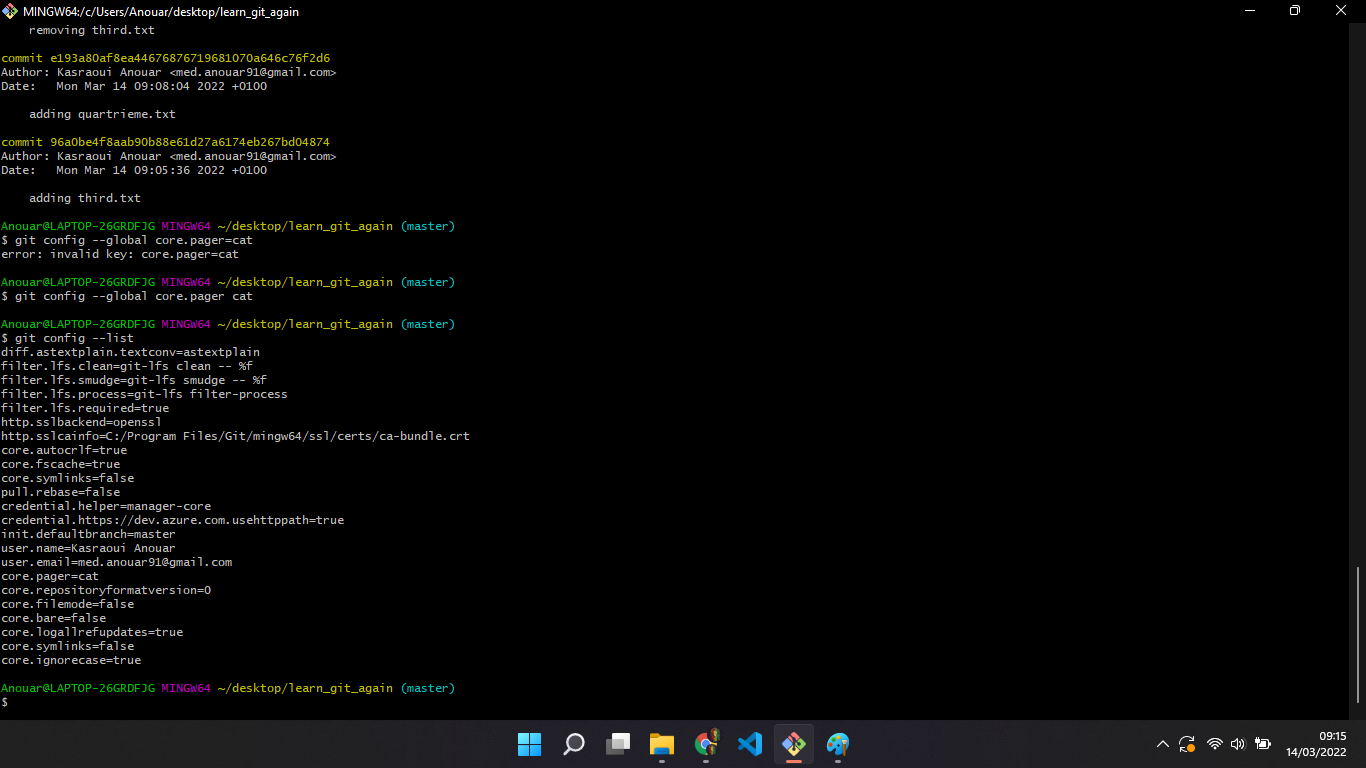 MINGW64:/c/Users/Anouar/desktop/learn_git_again
    removing third.txt
commit e193a80af8ea44676876719681070a646c76f2d6
Author: Kasraoui Anouar <med.anouar91@gmail.com>
Date:   Mon Mar 14 09:08:04 2022 +0100
    adding quartrieme.txt
commit 96a0be4f8aab90b88e61d27a6174eb267bd04874
Author: Kasraoui Anouar <med.anouar91@gmail.com>
Date:   Mon Mar 14 09:05:36 2022 +0100
    adding third.txt
Anouar@LAPTOP-26GRDFJG MINGW64 ~/desktop/learn_git_again (master)
$ git config --global core.pager=cat
error: invalid key: core.pager=cat
Anouar@LAPTOP-26GRDFJG MINGW64 ~/desktop/learn_git_again (master)
$ git config --global core.pager cat
Anouar@LAPTOP-26GRDFJG MINGW64 ~/desktop/learn_git_again (master)
$ git config --list
diff.astextplain.textconv=astextplain
filter.lfs.clean=git-lfs clean -- %f
filter.lfs.smudge=git-lfs smudge -- %f
filter.lfs.process=git-lfs filter-process
filter.lfs.required=true
http.sslbackend=openssl
http.sslcainfo=C:/Program Files/Git/mingw64/ssl/certs/ca-bundle.crt
core.autocrlf=true
core.fscache=true
core.symlinks=false
pull.rebase=false
credential.helper=manager-core
credential.https://dev.azure.com.usehttppath=true
init.defaultbranch=master
user.name=Kasraoui Anouar
user.email=med.anouar91@gmail.com
core.pager=cat
core.repositoryformatversion=0
core.filemode=false
core.bare=false
core.logallrefupdates=true
core.symlinks=false
core.ignorecase=true
Anouar@LAPTOP-26GRDFJG MINGW64 ~/desktop/learn_git_again (master)
$
09:15
14/03/2022